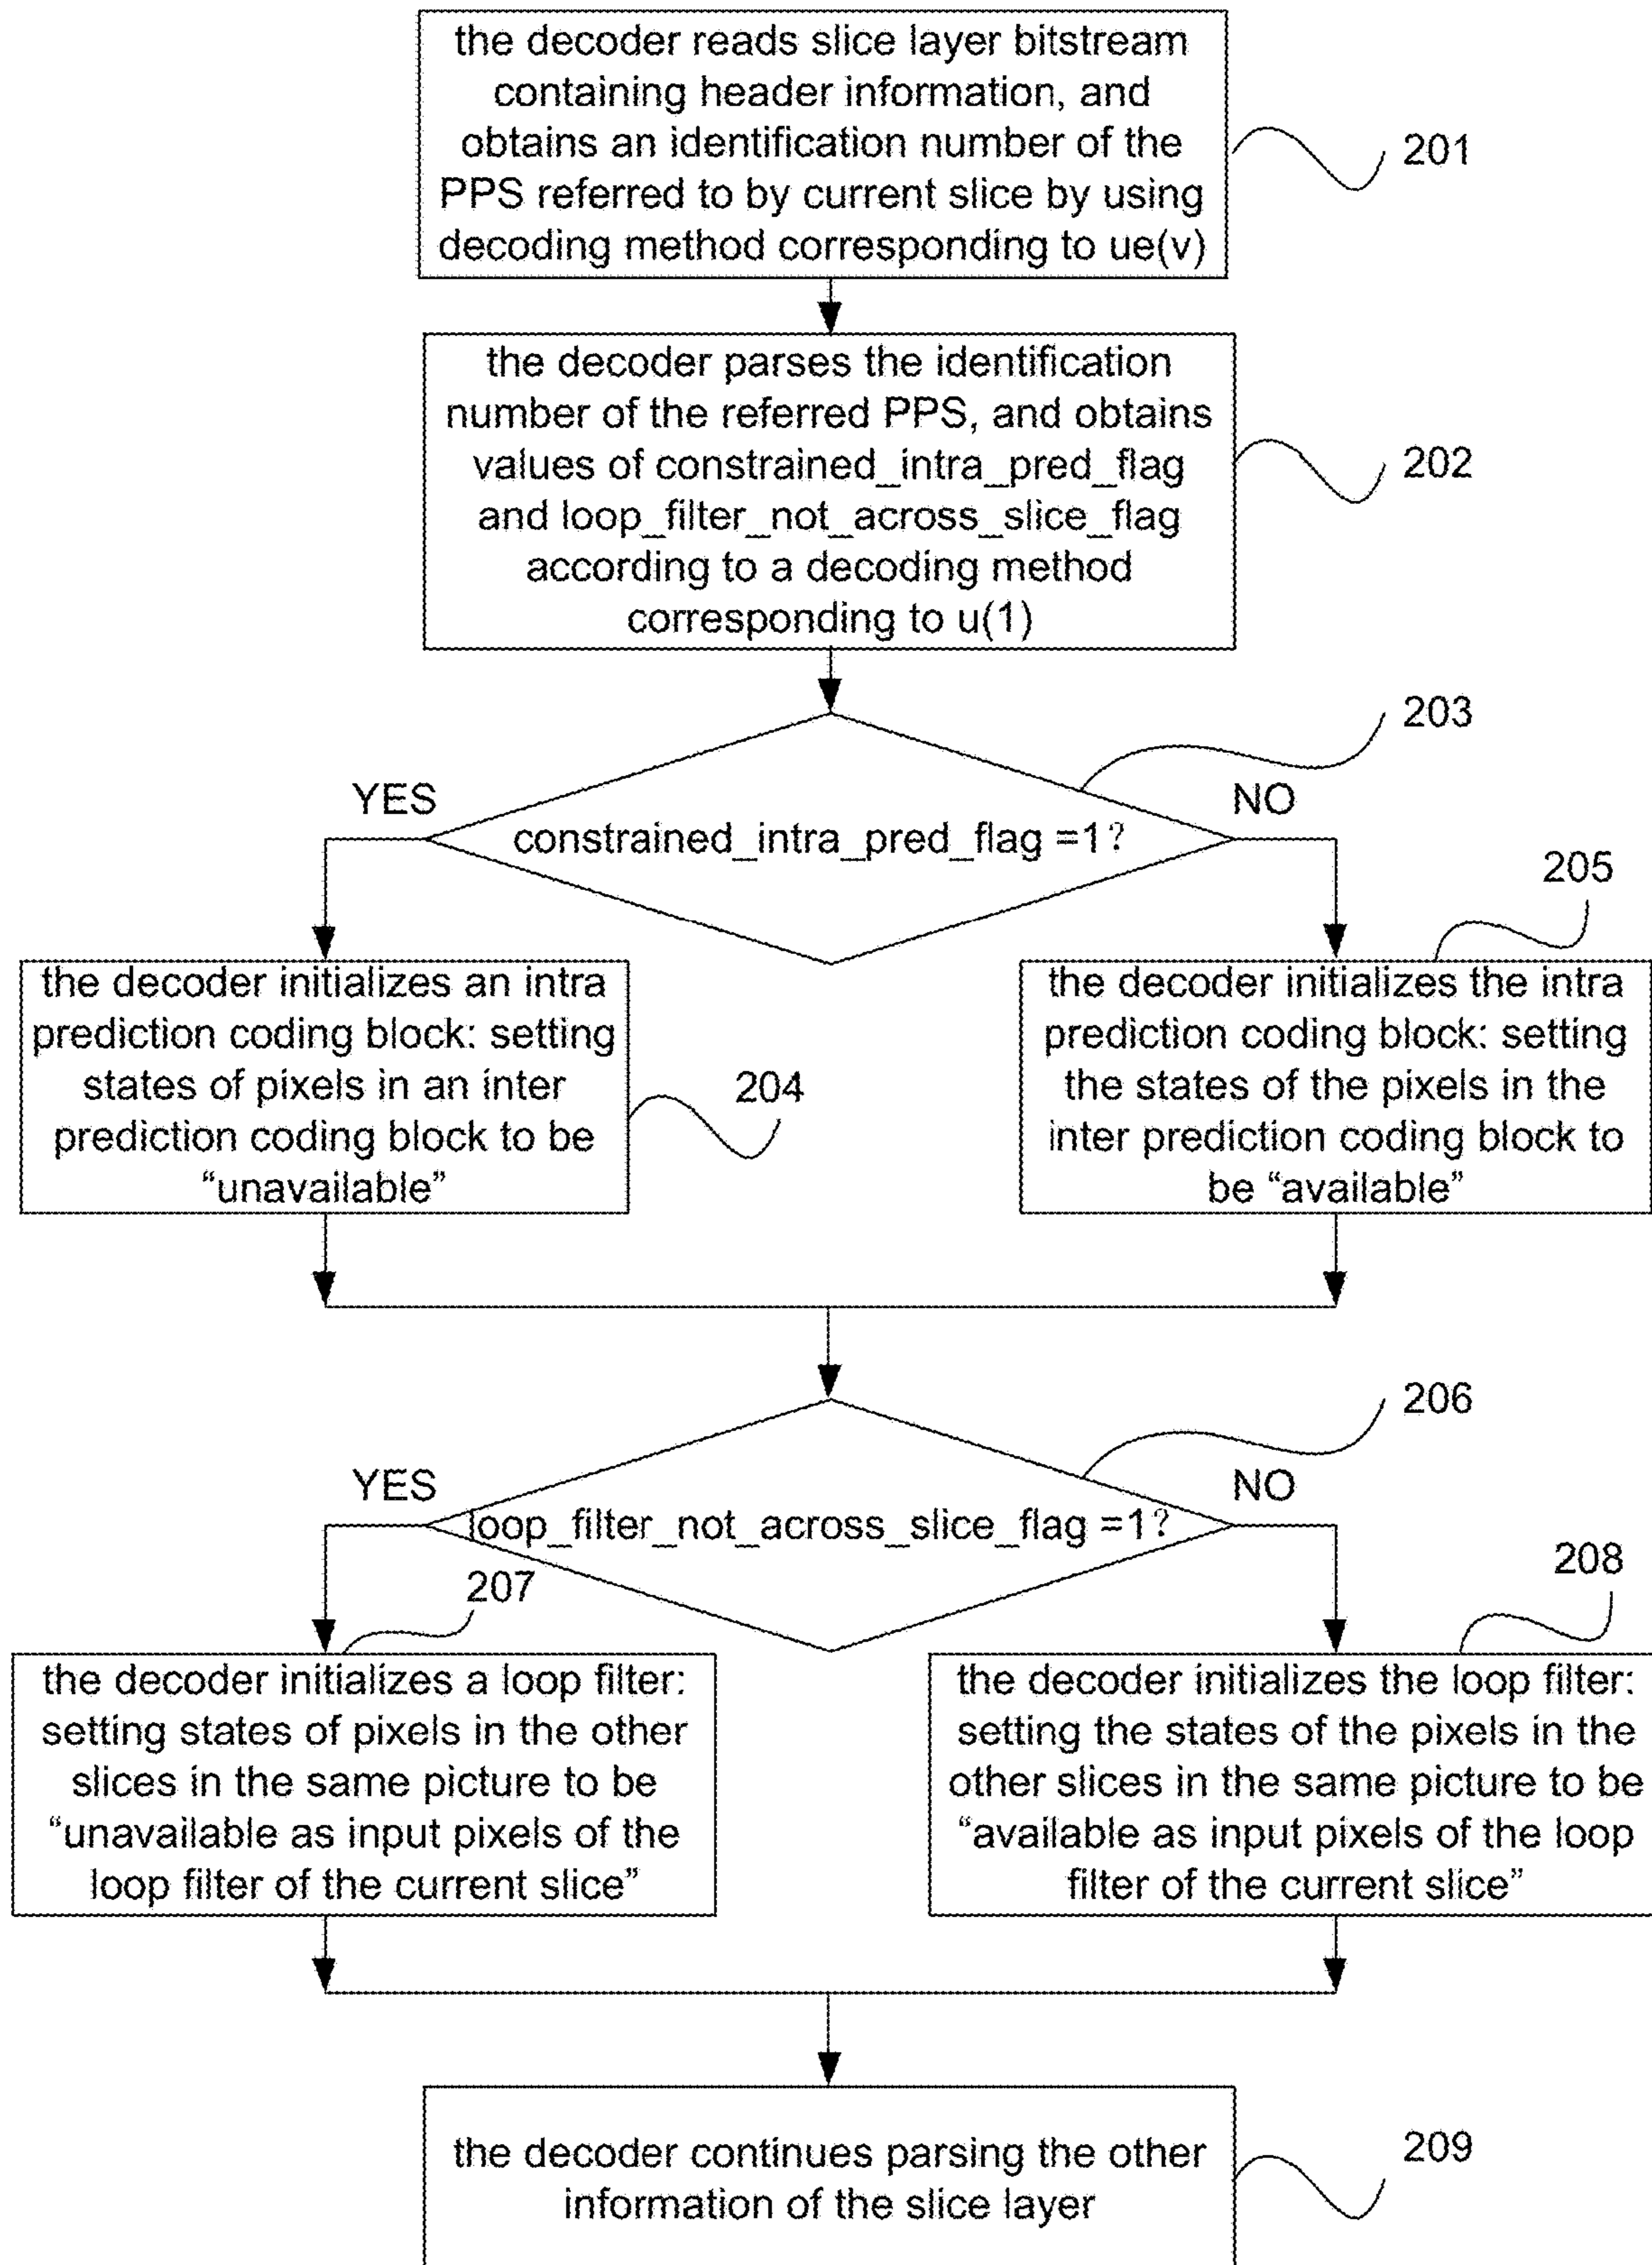 the decoder reads slice layer bitstream
containing header information, and
obtains an identification number of the
PPS referred to by current slice by using
decoding method corresponding to ue(v)
201
the decoder parses the identification
number of the referred PPS, and obtains
values of constrained_intra_pred_flag
and loop_filter_not_across_slice_flag
according to a decoding method
corresponding to u(1)
202
203
YES
NO
constrained_intra_pred_flag =1?
205
the decoder initializes an intra
prediction coding block: setting
states of pixels in an inter
prediction coding block to be
“unavailable”
204
the decoder initializes the intra
prediction coding block: setting
the states of the pixels in the
inter prediction coding block to
be “available”
206
YES
NO
loop_filter_not_across_slice_flag =1?
207
208
the decoder initializes a loop filter:
setting states of pixels in the other
slices in the same picture to be
“unavailable as input pixels of the
loop filter of the current slice”
the decoder initializes the loop filter:
setting the states of the pixels in the
other slices in the same picture to be
“available as input pixels of the loop
filter of the current slice”
the decoder continues parsing the other
information of the slice layer
209